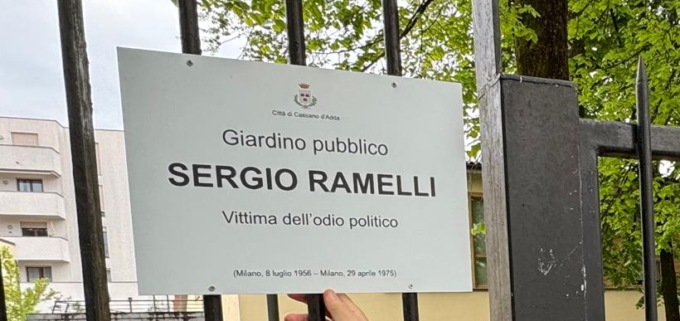 Città di Cassano d'Adda
Giardino pubblico
SERGIO RAMELLI
Vittima dell'odio politico
(Milano, 8 luglio 1956 – Milano, 29 aprile 1975)